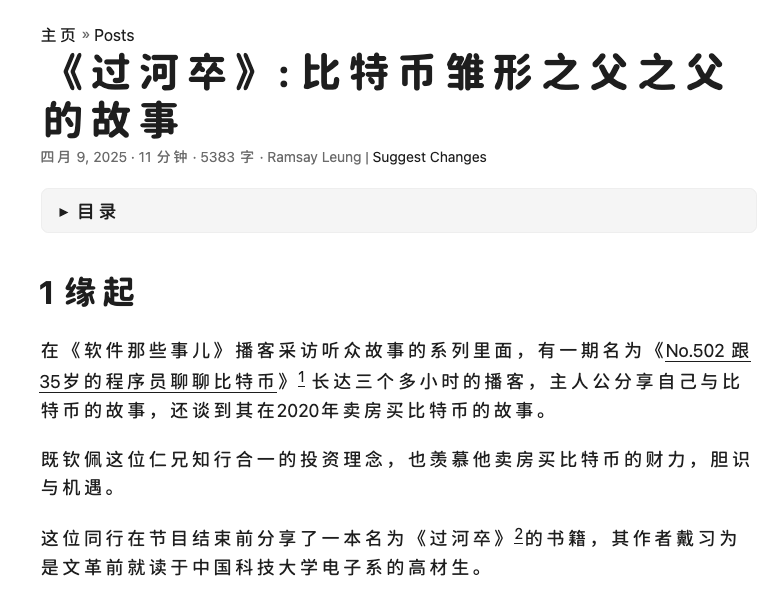 主页 » Posts
《过河卒》:比特币雏形之父之父
的故事
四月 9, 2025 · 11 分钟 · 5383 字 · Ramsay Leung | Suggest Changes
▸ 目录
1 缘起
在《软件那些事儿》播客采访听众故事的系列里面，有一期名为《No.502 跟
35岁的程序员聊聊比特币》1 长达三个多小时的播客，主人公分享自己与比
特币的故事，还谈到其在2020年卖房买比特币的故事。
既钦佩这位仁兄知行合一的投资理念，也羡慕他卖房买比特币的财力，胆识
与机遇。
这位同行在节目结束前分享了一本名为《过河卒》2的书籍，其作者戴习为
是文革前就读于中国科技大学电子系的高材生。